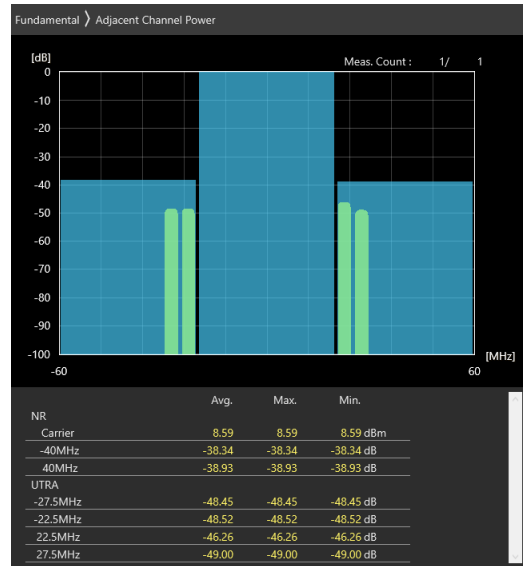 Fundamental 〉 Adjacent Channel Power
[dB] Meas. Count : 1/ 1
0
-10
-20
-30
-40
-50
-60
-70
-80
-90
-100 [MHz]
-60 60
Avg. Max. Min.
NR
Carrier 8.59 8.59 8.59 dBm
-40MHz -38.34 -38.34 -38.34 dB
40MHz -38.93 -38.93 -38.93 dB
UTRA
-27.5MHz -48.45 -48.45 -48.45 dB
-22.5MHz -48.52 -48.52 -48.52 dB
22.5MHz -46.26 -46.26 -46.26 dB
27.5MHz -49.00 -49.00 -49.00 dB